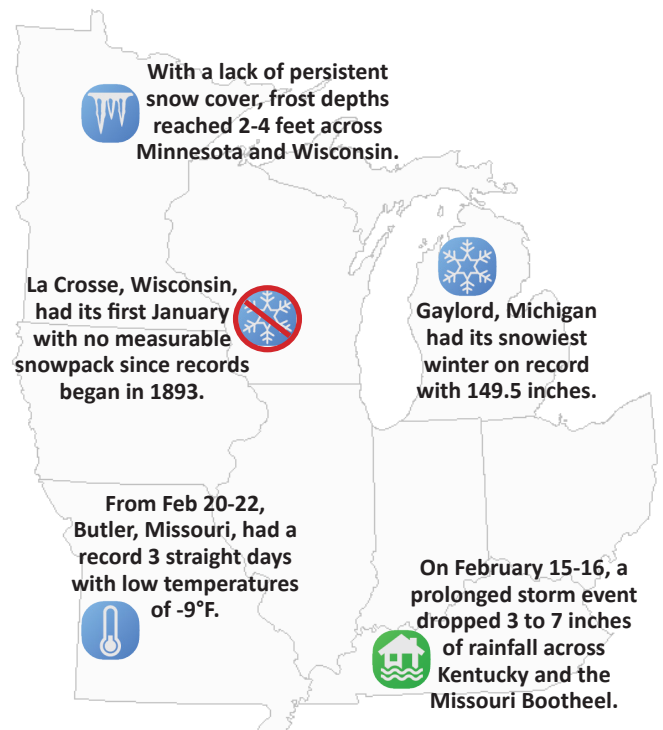 With a lack of persistent
snow cover, frost depths
reached 2-4 feet across
Minnesota and Wisconsin.
La Crosse, Wisconsin,
had its first January
with no measurable
snowpack since records
began in 1893.
Gaylord, Michigan
had its snowiest
winter on record
with 149.5 inches.
From Feb 20-22,
Butler, Missouri, had a
record 3 straight days
with low temperatures
of -9°F.
On February 15-16, a
prolonged storm event
dropped 3 to 7 inches
of rainfall across
Kentucky and the
Missouri Bootheel.